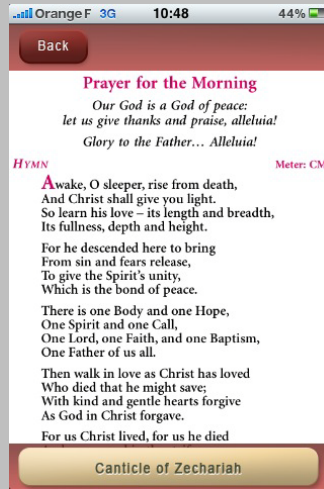 Orange F 3G 10:48 44%
Back
Prayer for the Morning
Our God is a God of peace:
let us give thanks and praise, alleluia!
Glory to the Father… Alleluia!
HYMN Meter: CM
Awake, O sleeper, rise from death,
And Christ shall give you light.
So learn his love – its length and breadth,
Its fullness, depth and height.
For he descended here to bring
From sin and fears release,
To give the Spirit's unity,
Which is the bond of peace.
There is one Body and one Hope,
One Spirit and one Call,
One Lord, one Faith, and one Baptism,
One Father of us all.
Then walk in love as Christ has loved
Who died that he might save;
With kind and gentle hearts forgive
As God in Christ forgave.
For us Christ lived, for us he died
Canticle of Zechariah